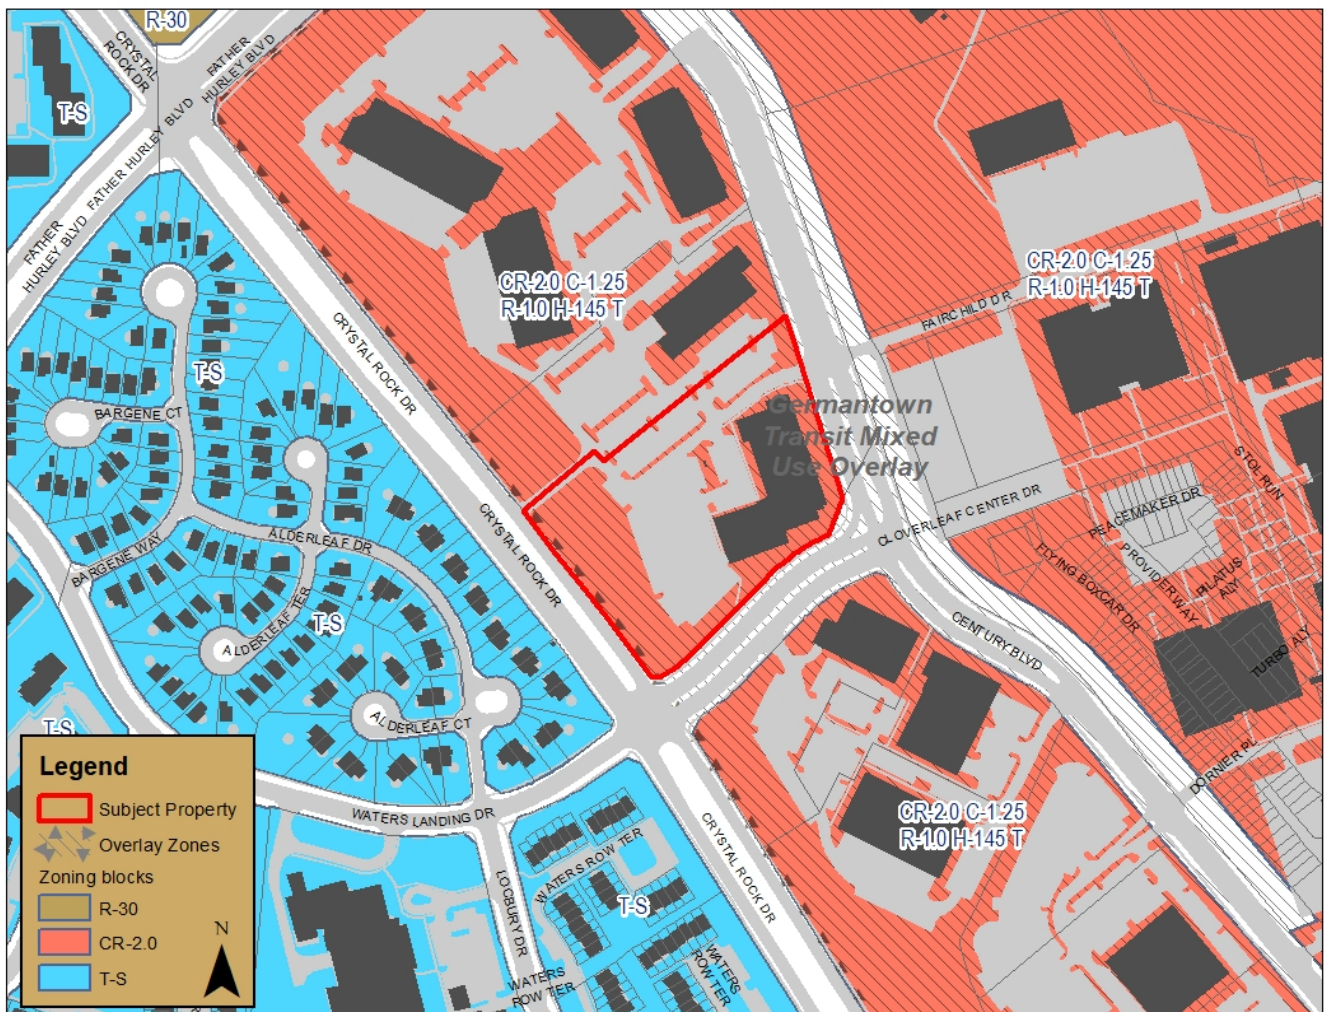 R-30
CRYSTAL
ROCK DR
FATHER
HURLEY BLVD
T-S
FATHER HURLEY BLVD
FATHER
HURLEY BLVD
CR-2.0 C-1.25
R-1.0 H-145 T
CR-2.0 C-1.25
R-1.0 H-145 T
FAIRCHILD DR
CRYSTAL ROCK DR
T-S
BARGENE CT
Germantown
Transit Mixed
Use Overlay
STOL RUN
CRYSTAL ROCK DR
CLOVERLEAF CENTER DR
PEACEMAKER DR
ALDERLEAF DR
BARGENE WAY
FLYING BOXCAR DR
PROVIDER WAY
PILATUS
ALY
ALDERLEAF TER
T-S
CENTURY BLVD
TURBO ALY
ALDERLEAF CT
T-S
DORNIER PL
Legend
Subject Property
Overlay Zones
Zoning blocks
R-30
CR-2.0
T-S
N
WATERS LANDING DR
CRYSTAL ROCK DR
CR-2.0 C-1.25
R-1.0 H-145 T
WATERS ROW TER
LOCBURY DR
T-S
WATERS
ROW TER
WATERS
ROW TER